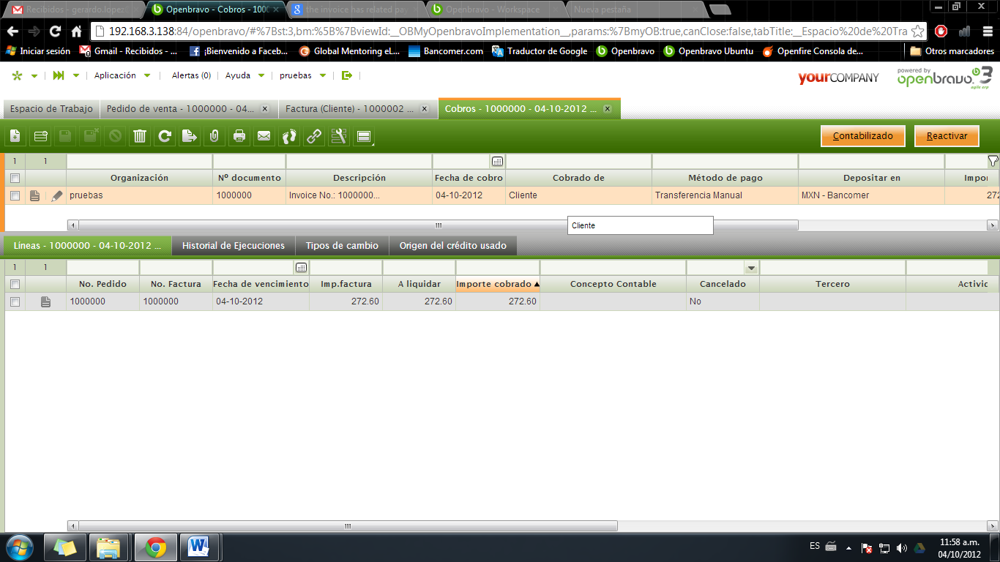 Recibidos - gerardo.lopez
Openbravo - Cobros - 1000
the invoice has related pay
Openbravo - Workspace
Nueva pestaña
192.168.3.138:84/openbravo/#%7Bst:3,bm:%5B%7BviewId:__OBMyOpenbravoImplementation__,params:%7BmyOB:true,canClose:false,tabTitle:__Espacio%20de%20Tra
Iniciar sesión
Gmail - Recibidos - ...
¡Bienvenido a Faceb...
Global Mentoring eL...
Bancomer.com
Traductor de Google
Openbravo
Openbravo Ubuntu
Openfire Consola de...
Otros marcadores
Aplicación
Alertas (0)
Ayuda
pruebas
yourCOMPANY
powered by
openbravo 3
agile erp
Espacio de Trabajo
Pedido de venta - 1000000 - 04...
Factura (Cliente) - 1000002 ...
Cobros - 1000000 - 04-10-2012 ...
Contabilizado
Reactivar
1 1
Organización Nº documento Descripción Fecha de cobro Cobrado de Método de pago Depositar en Impor
pruebas 1000000 Invoice No.: 1000000... 04-10-2012 Cliente Transferencia Manual MXN - Bancomer 272
Cliente
Líneas - 1000000 - 04-10-2012 ...
Historial de Ejecuciones
Tipos de cambio
Origen del crédito usado
1 1
No. Pedido No. Factura Fecha de vencimiento Imp.factura A liquidar Importe cobrado Concepto Contable Cancelado Tercero Activid
1000000 1000000 04-10-2012 272.60 272.60 272.60 No
ES
11:58 a.m.
04/10/2012